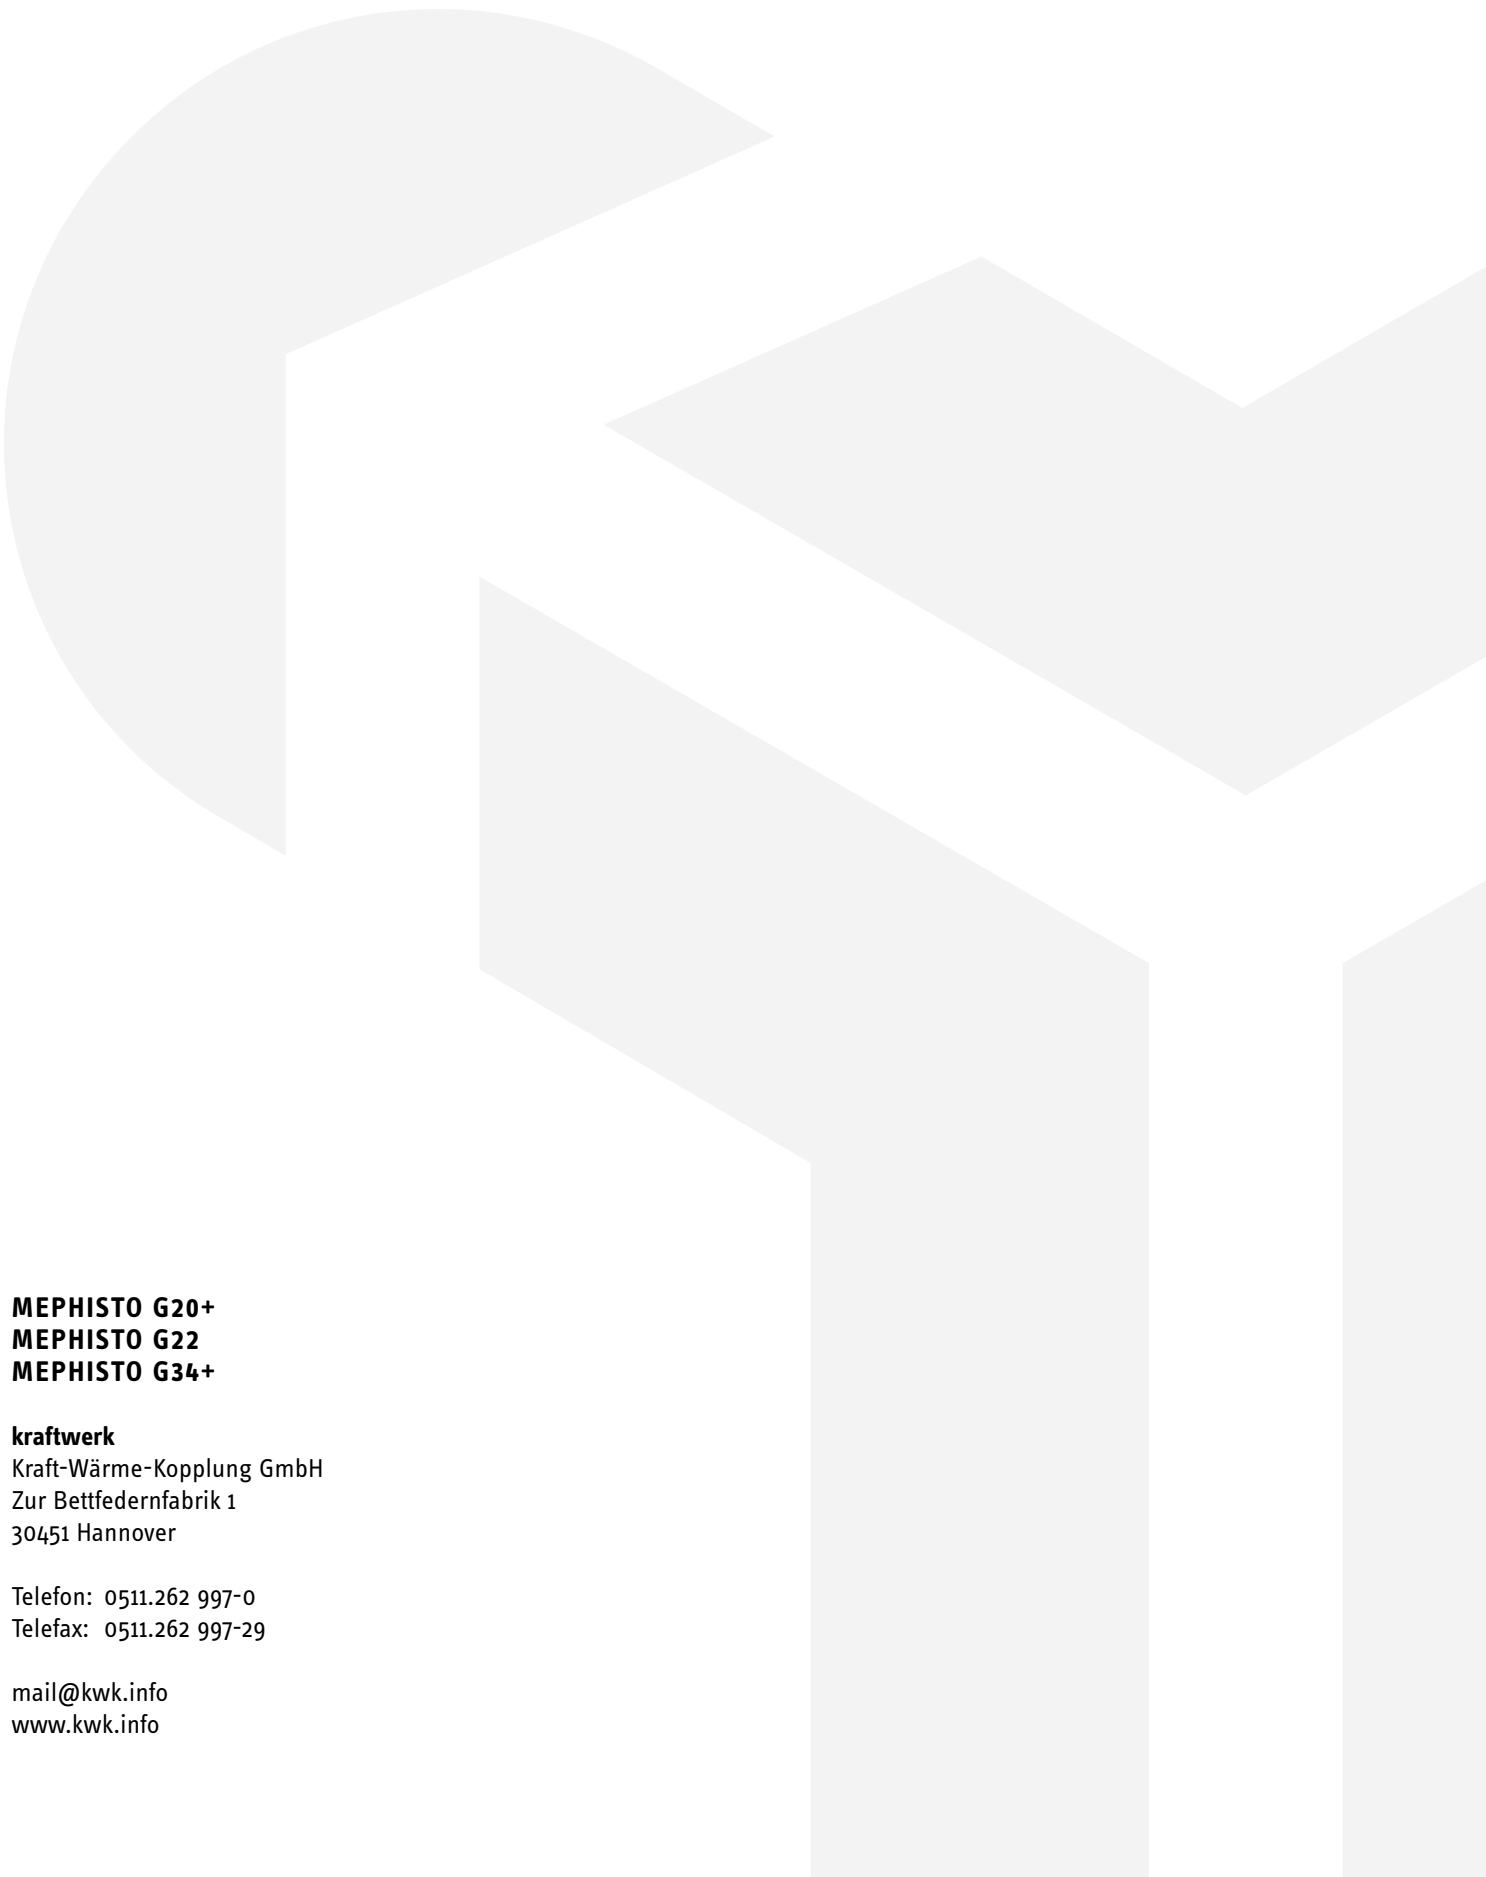 MEPHISTO G20+
MEPHISTO G22
MEPHISTO G34+
kraftwerk
Kraft-Wärme-Kopplung GmbH
Zur Bettfedernfabrik 1
30451 Hannover
Telefon: 0511.262 997-0
Telefax: 0511.262 997-29
mail@kwk.info
www.kwk.info